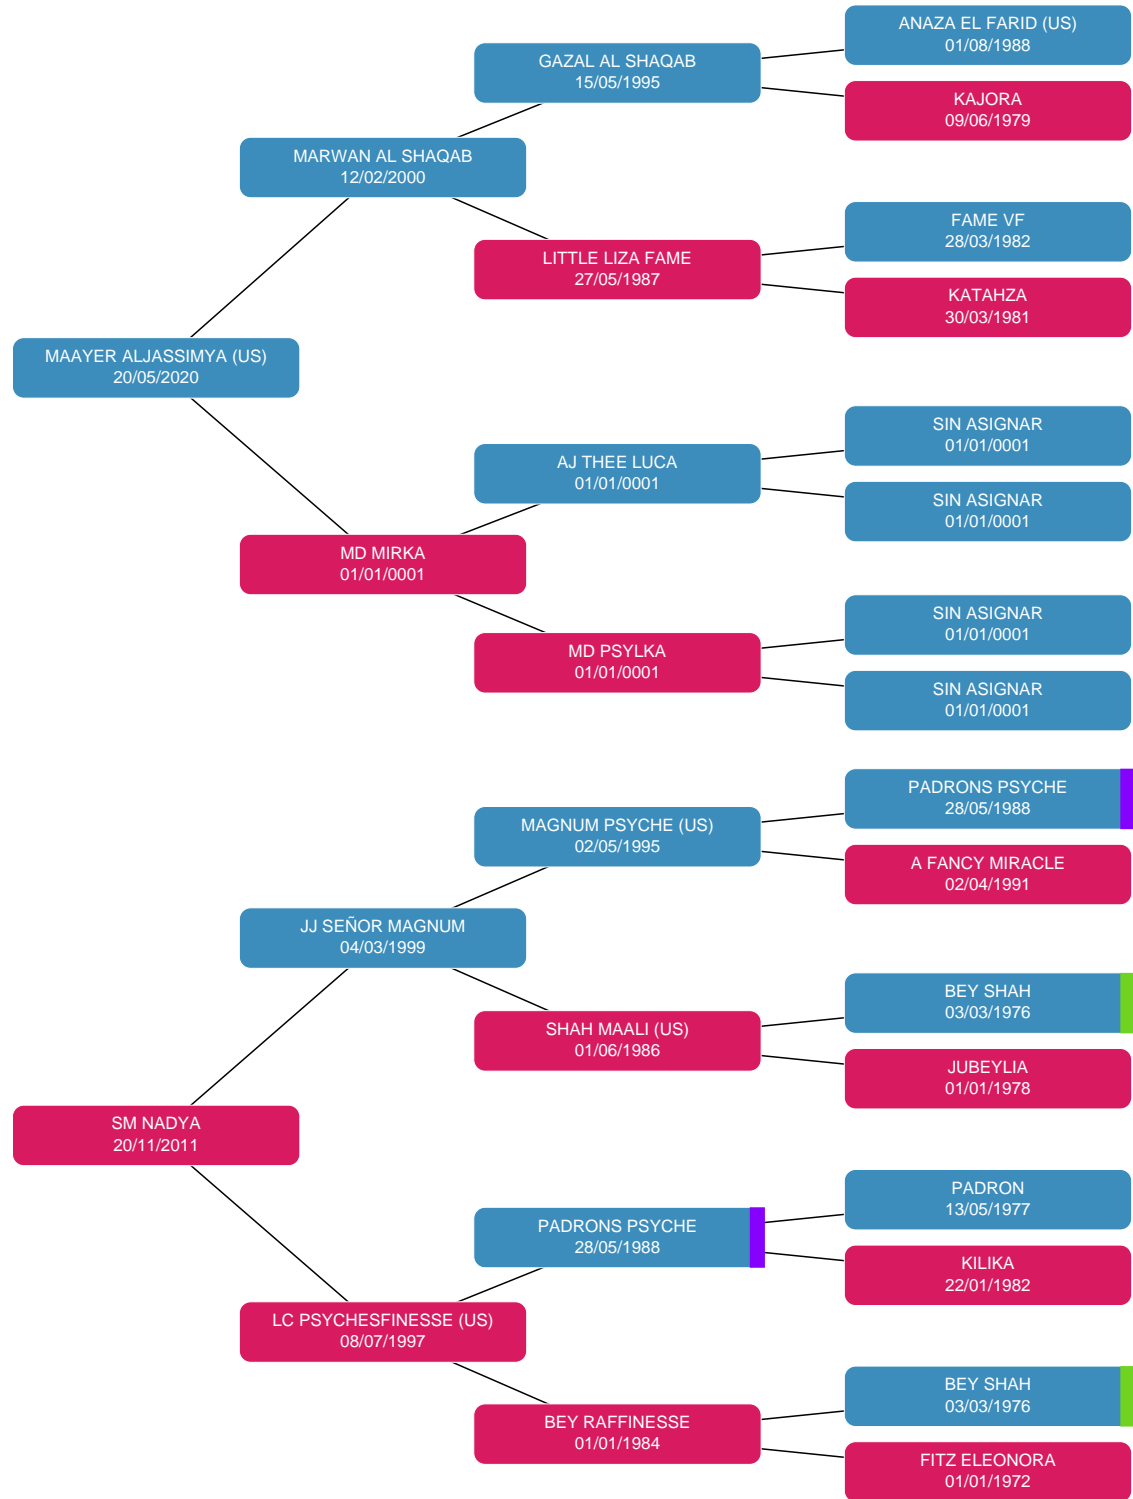 ANAZA EL FARID (US)
01/08/1988
GAZAL AL SHAQAB
15/05/1995
KAJORA
09/06/1979
MARWAN AL SHAQAB
12/02/2000
FAME VF
28/03/1982
LITTLE LIZA FAME
27/05/1987
KATAHZA
30/03/1981
MAAYER ALJASSIMYA (US)
20/05/2020
SIN ASIGNAR
01/01/0001
AJ THEE LUCA
01/01/0001
SIN ASIGNAR
01/01/0001
MD MIRKA
01/01/0001
SIN ASIGNAR
01/01/0001
MD PSYLKA
01/01/0001
SIN ASIGNAR
01/01/0001
PADRONS PSYCHE
28/05/1988
MAGNUM PSYCHE (US)
02/05/1995
A FANCY MIRACLE
02/04/1991
JJ SEÑOR MAGNUM
04/03/1999
BEY SHAH
03/03/1976
SHAH MAALI (US)
01/06/1986
JUBEYLIA
01/01/1978
SM NADYA
20/11/2011
PADRON
13/05/1977
PADRONS PSYCHE
28/05/1988
KILIKA
22/01/1982
LC PSYCHESFINESSE (US)
08/07/1997
BEY SHAH
03/03/1976
BEY RAFFINESSE
01/01/1984
FITZ ELEONORA
01/01/1972